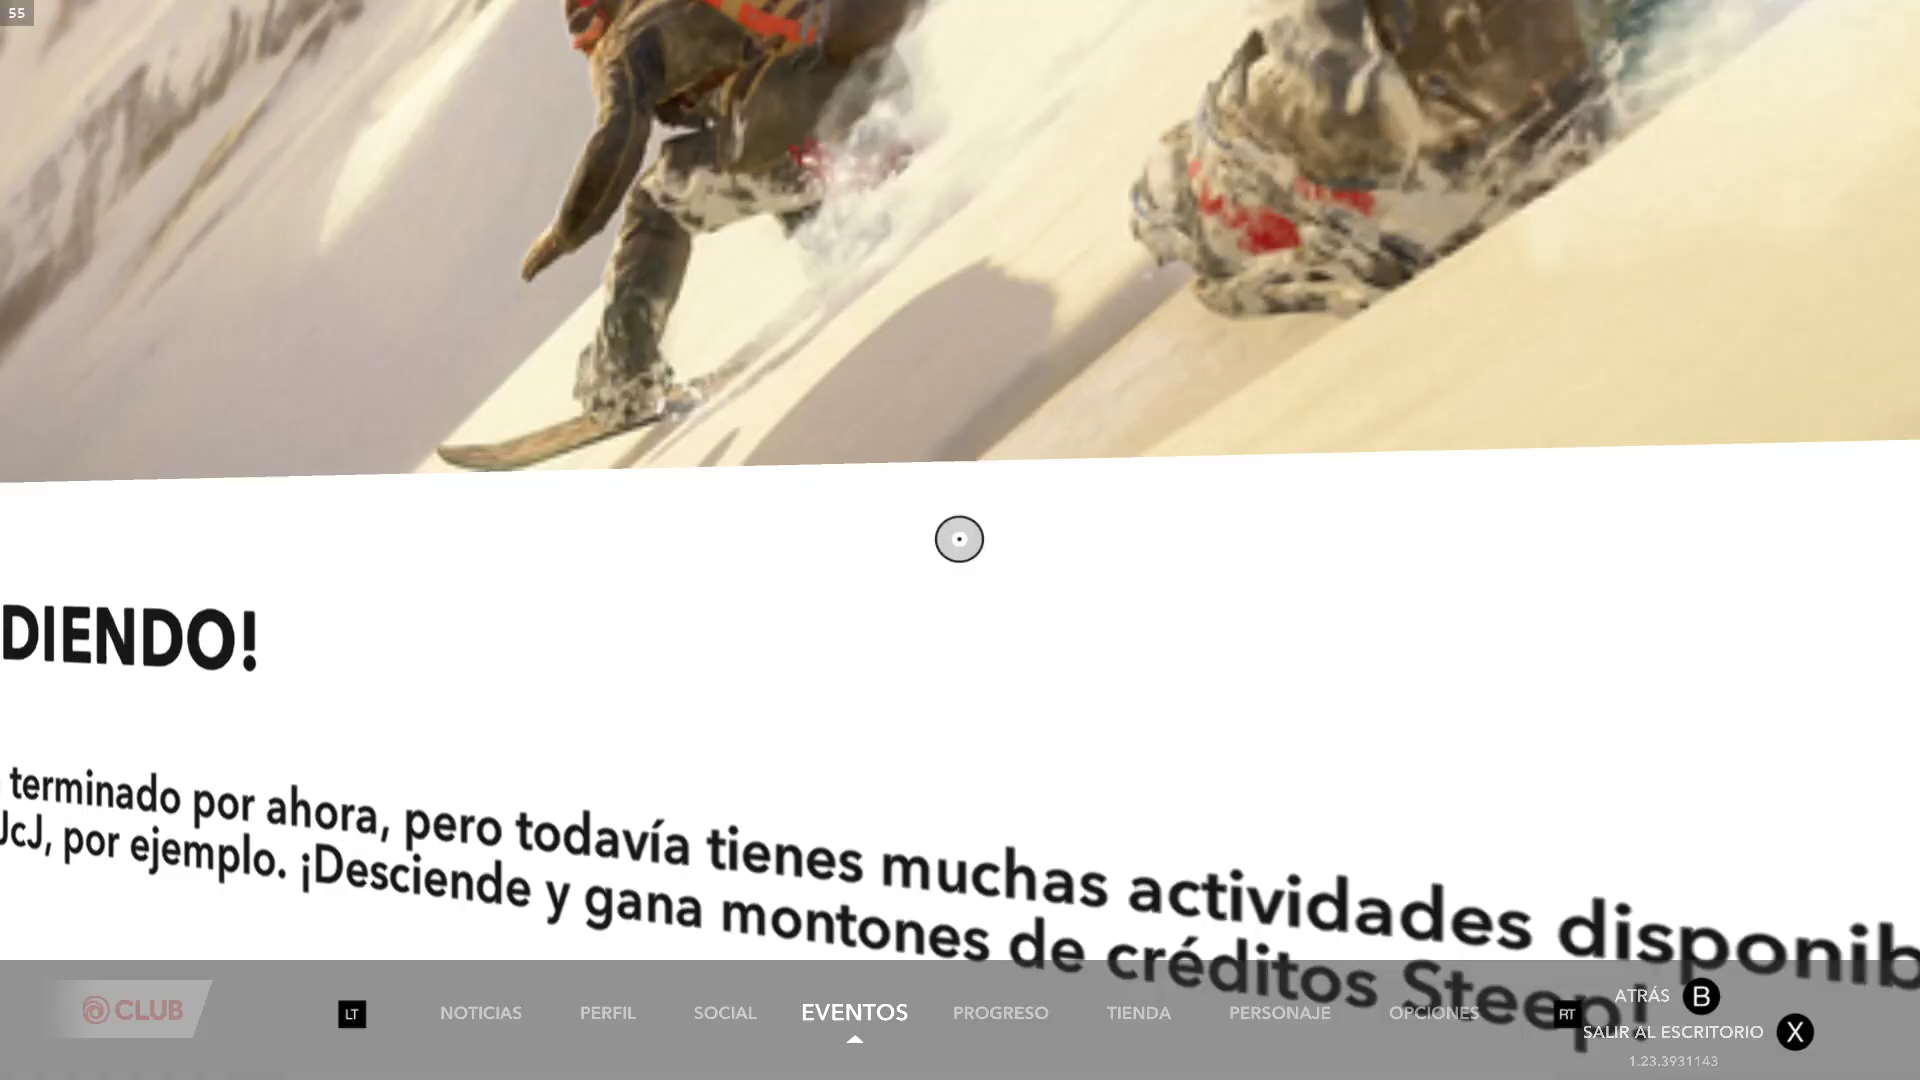 55
DIENDO!
terminado por ahora, pero todavía tienes muchas actividades disponib
JcJ, por ejemplo. ¡Desciende y gana montones de créditos Steep!
CLUB
LT
NOTICIAS
PERFIL
SOCIAL
EVENTOS
PROGRESO
TIENDA
PERSONAJE
OPCIONES
RT
ATRÁS B
SALIR AL ESCRITORIO X
1.23.3931143